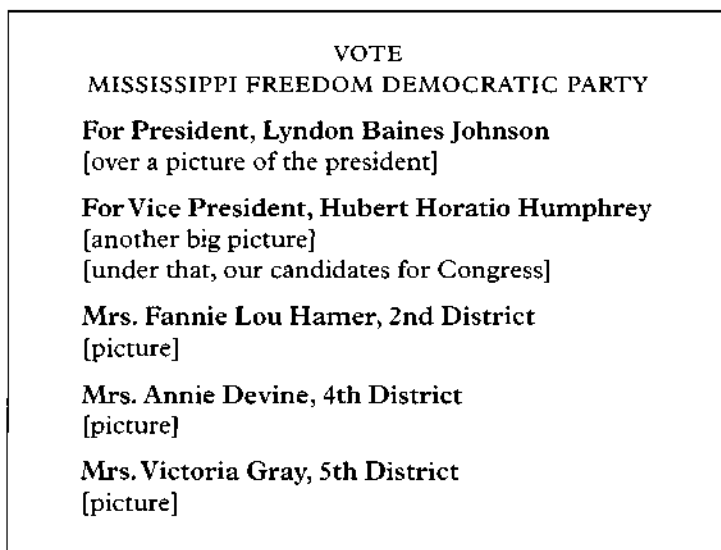 VOTE
MISSISSIPPI FREEDOM DEMOCRATIC PARTY
For President, Lyndon Baines Johnson
[over a picture of the president]
For Vice President, Hubert Horatio Humphrey
[another big picture]
[under that, our candidates for Congress]
Mrs. Fannie Lou Hamer, 2nd District
[picture]
Mrs. Annie Devine, 4th District
[picture]
Mrs. Victoria Gray, 5th District
[picture]